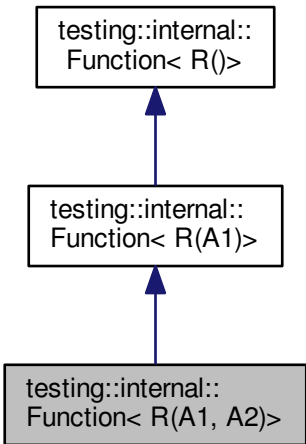 testing::internal::
Function< R()>
testing::internal::
Function< R(A1)>
testing::internal::
Function< R(A1, A2)>